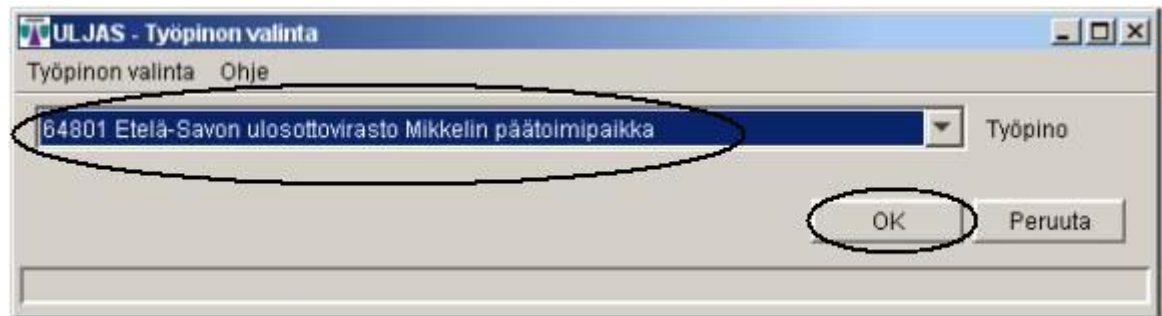 ULJAS - Työpinon valinta
Työpinon valinta Ohje
64801 Etelä-Savon ulosottovirasto Mikkelin päätoimipaikka Työpino
OK Peruuta